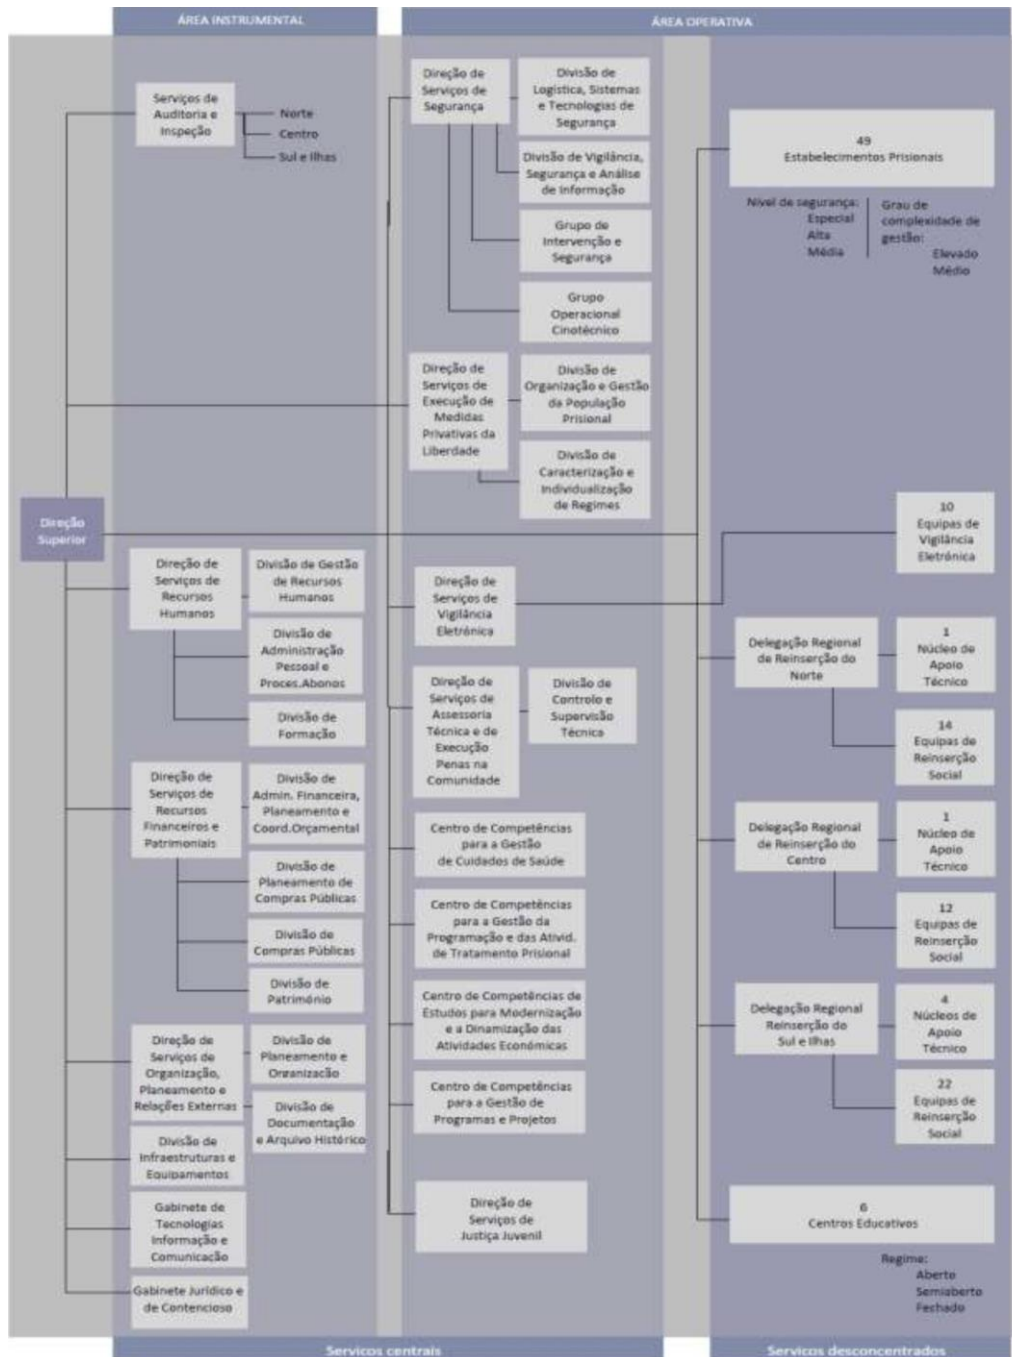 ÁREA INSTRUMENTAL
ÁREA OPERATIVA
Serviços de
Auditoria e
Inspeção
Norte
Centro
Sul e Ilhas
Direção de
Serviços de
Segurança
Divisão de
Logística, Sistemas
e Tecnologias de
Segurança
Divisão de Vigilância,
Segurança e Análise
de Informação
Grupo de
Intervenção e
Segurança
Grupo
Operacional
Cinotécnico
49
Estabelecimentos Prisionais
Nível de segurança:
Especial
Alta
Média
Grau de
complexidade de
gestão:
Elevado
Médio
Direção de
Serviços de
Execução de
Medidas
Privativas da
Liberdade
Divisão de
Organização e Gestão
da População
Prisional
Divisão de
Caracterização e
Individualização
de Regimes
Direção
Superior
Direção de
Serviços de
Recursos
Humanos
Divisão de Gestão
de Recursos
Humanos
Divisão de
Administração
Pessoal e
Proces.Abonos
Divisão de
Formação
Direção de
Serviços de
Vigilância
Eletrónica
10
Equipas de
Vigilância
Eletrónica
Direção de
Serviços de
Assessoria
Técnica e de
Execução
Penas na
Comunidade
Divisão de
Controlo e
Supervisão
Técnica
Delegação Regional
de Reinserção do
Norte
1
Núcleo de
Apoio
Técnico
14
Equipas de
Reinserção
Social
Direção de
Serviços de
Recursos
Financeiros e
Patrimoniais
Divisão de
Admin. Financeira,
Planeamento e
Coord.Orçamental
Divisão de
Planeamento de
Compras Públicas
Divisão de
Compras Públicas
Divisão de
Património
Centro de Competências
para a Gestão
de Cuidados de Saúde
Centro de Competências
para a Gestão da
Programação e das Ativid.
de Tratamento Prisional
Centro de Competências de
Estudos para Modernização
e a Dinamização das
Atividades Económicas
Centro de Competências
para a Gestão de
Programas e Projetos
Delegação Regional
de Reinserção do
Centro
1
Núcleo de
Apoio
Técnico
12
Equipas de
Reinserção
Social
Delegação Regional
Reinserção do
Sul e Ilhas
4
Núcleos de
Apoio
Técnico
22
Equipas de
Reinserção
Social
Direção de
Serviços de
Organização,
Planeamento e
Relações Externas
Divisão de
Planeamento e
Organização
Divisão de
Documentação
e Arquivo Histórico
Divisão de
Infraestruturas e
Equipamentos
Gabinete de
Tecnologias
Informação e
Comunicação
Gabinete Jurídico e
de Contencioso
Direção de
Serviços de
Justiça Juvenil
6
Centros Educativos
Regime:
Aberto
Semiaberto
Fechado
Serviços centrais
Serviços desconcentrados